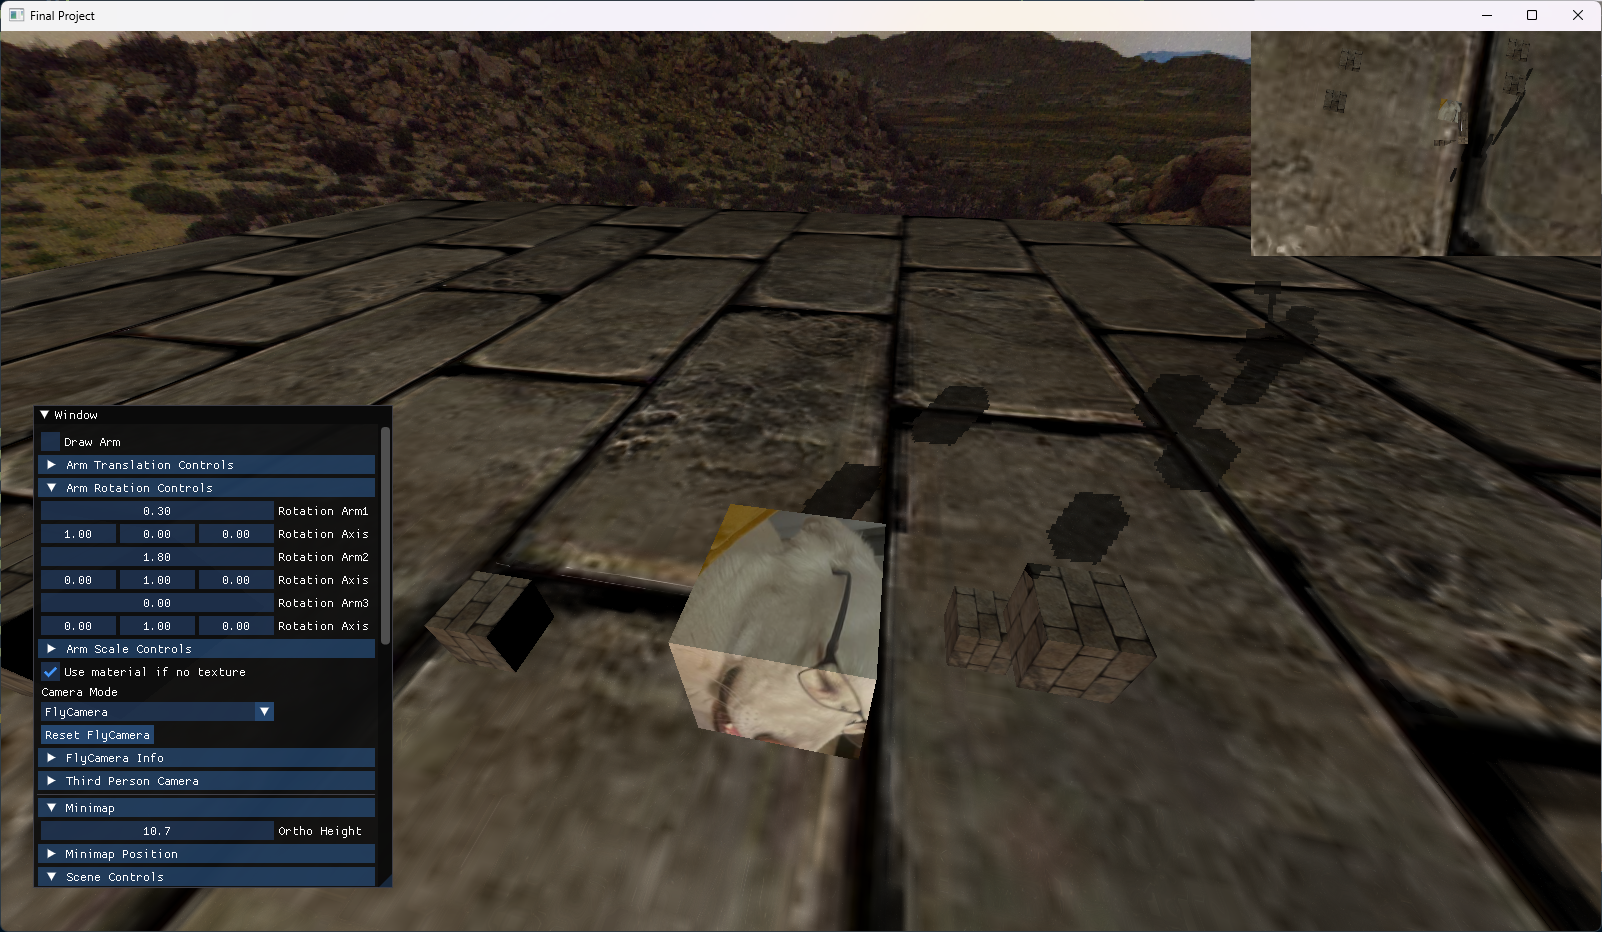 Final Project
Window
Draw Arm
Arm Translation Controls
Arm Rotation Controls
0.30 Rotation Arm1
1.00 0.00 0.00 Rotation Axis
1.80 Rotation Arm2
0.00 1.00 0.00 Rotation Axis
0.00 Rotation Arm3
0.00 1.00 0.00 Rotation Axis
Arm Scale Controls
Use material if no texture
Camera Mode
FlyCamera
Reset FlyCamera
FlyCamera Info
Third Person Camera
Minimap
10.7 Ortho Height
Minimap Position
Scene Controls